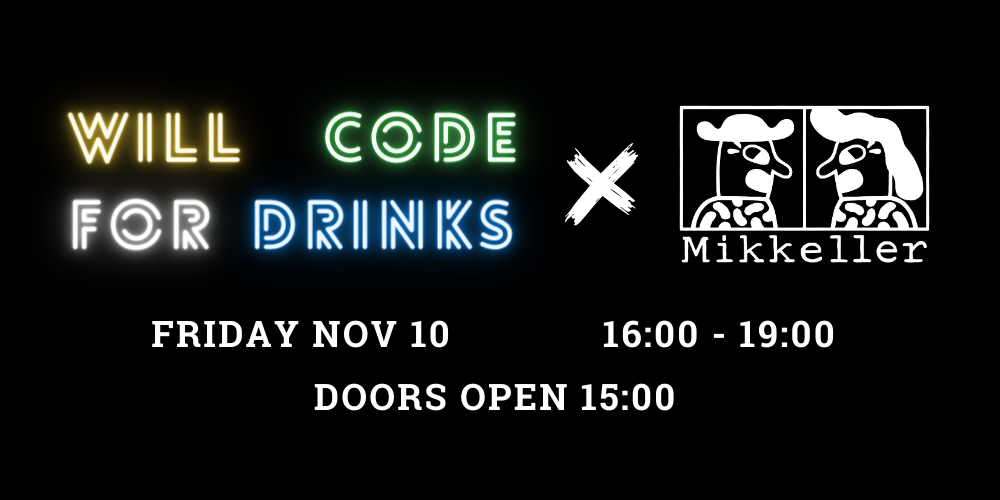 WILL CODE
FOR DRINKS
Mikkeller
FRIDAY NOV 10
16:00 - 19:00
DOORS OPEN 15:00